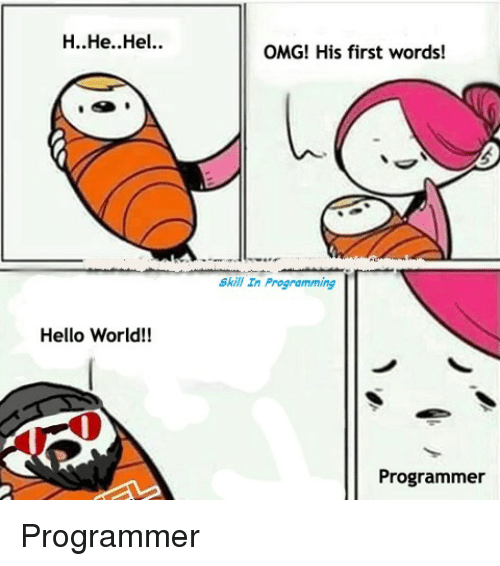 H..He..Hel..
OMG! His first words!
Skill In Programming
Hello World!!
Programmer
Programmer